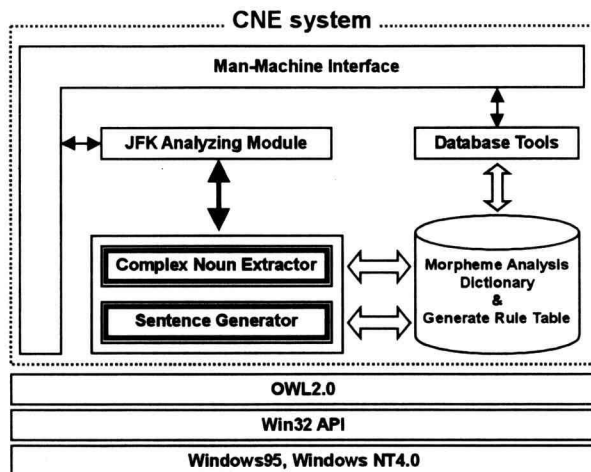 CNE system
Man-Machine Interface
JFK Analyzing Module
Database Tools
Complex Noun Extractor
Sentence Generator
Morpheme Analysis
Dictionary
&
Generate Rule Table
OWL2.0
Win32 API
Windows95, Windows NT4.0